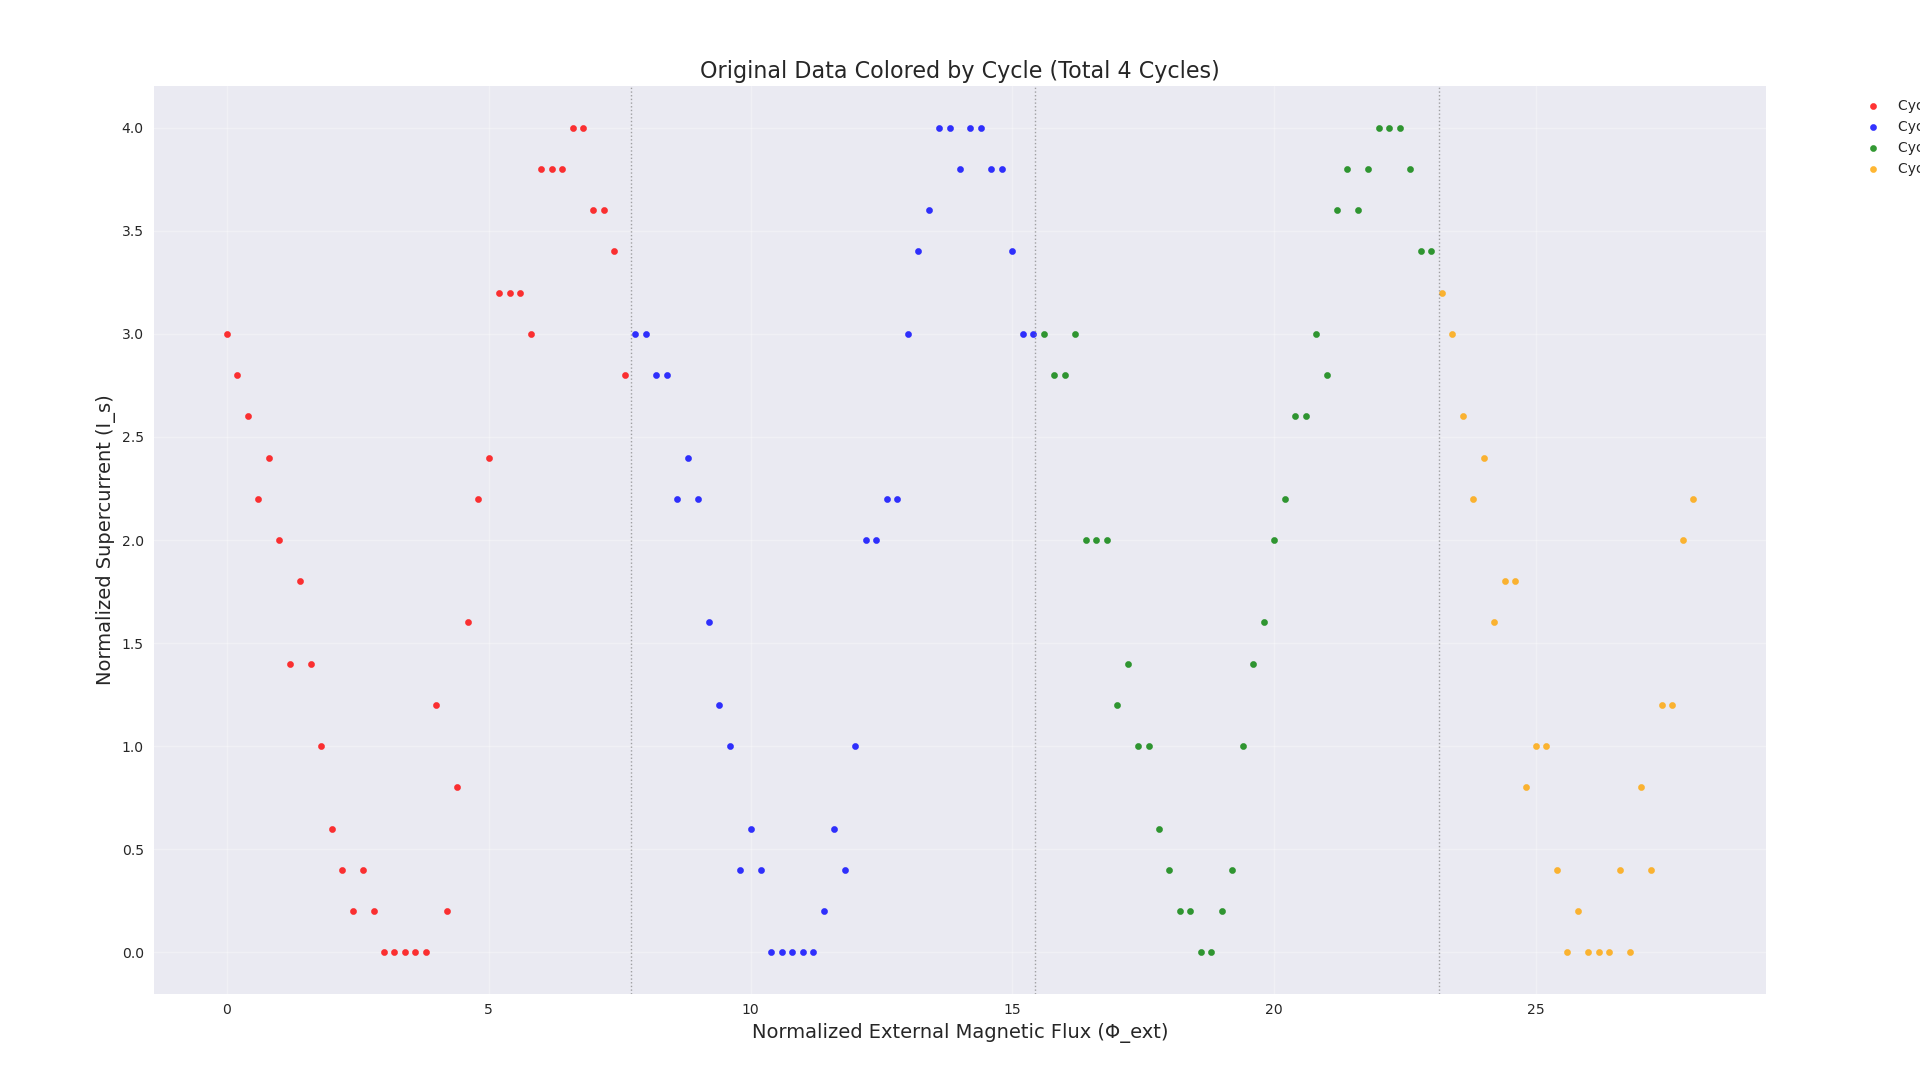 Original Data Colored by Cycle (Total 4 Cycles)
Normalized Supercurrent (I_s)
4.0
3.5
3.0
2.5
2.0
1.5
1.0
0.5
0.0
0 5 10 15 20 25
Normalized External Magnetic Flux (Φ_ext)
Cyc
Cyc
Cyc
Cyc